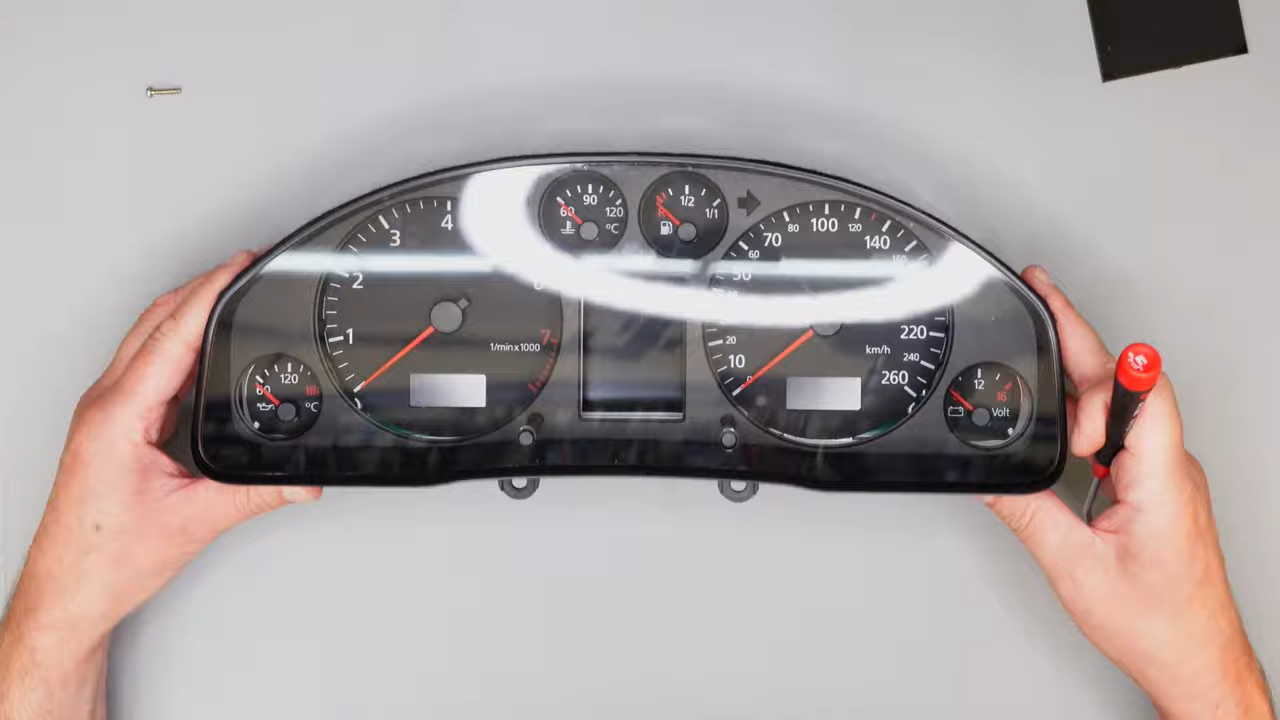 1 2 3 4
7
1/min x 1000
60 90 120
°C
1/2 1/1
10 20 50 60 70 80 100 120 140
220 240 260
km/h
60 120
°C
12 16
Volt